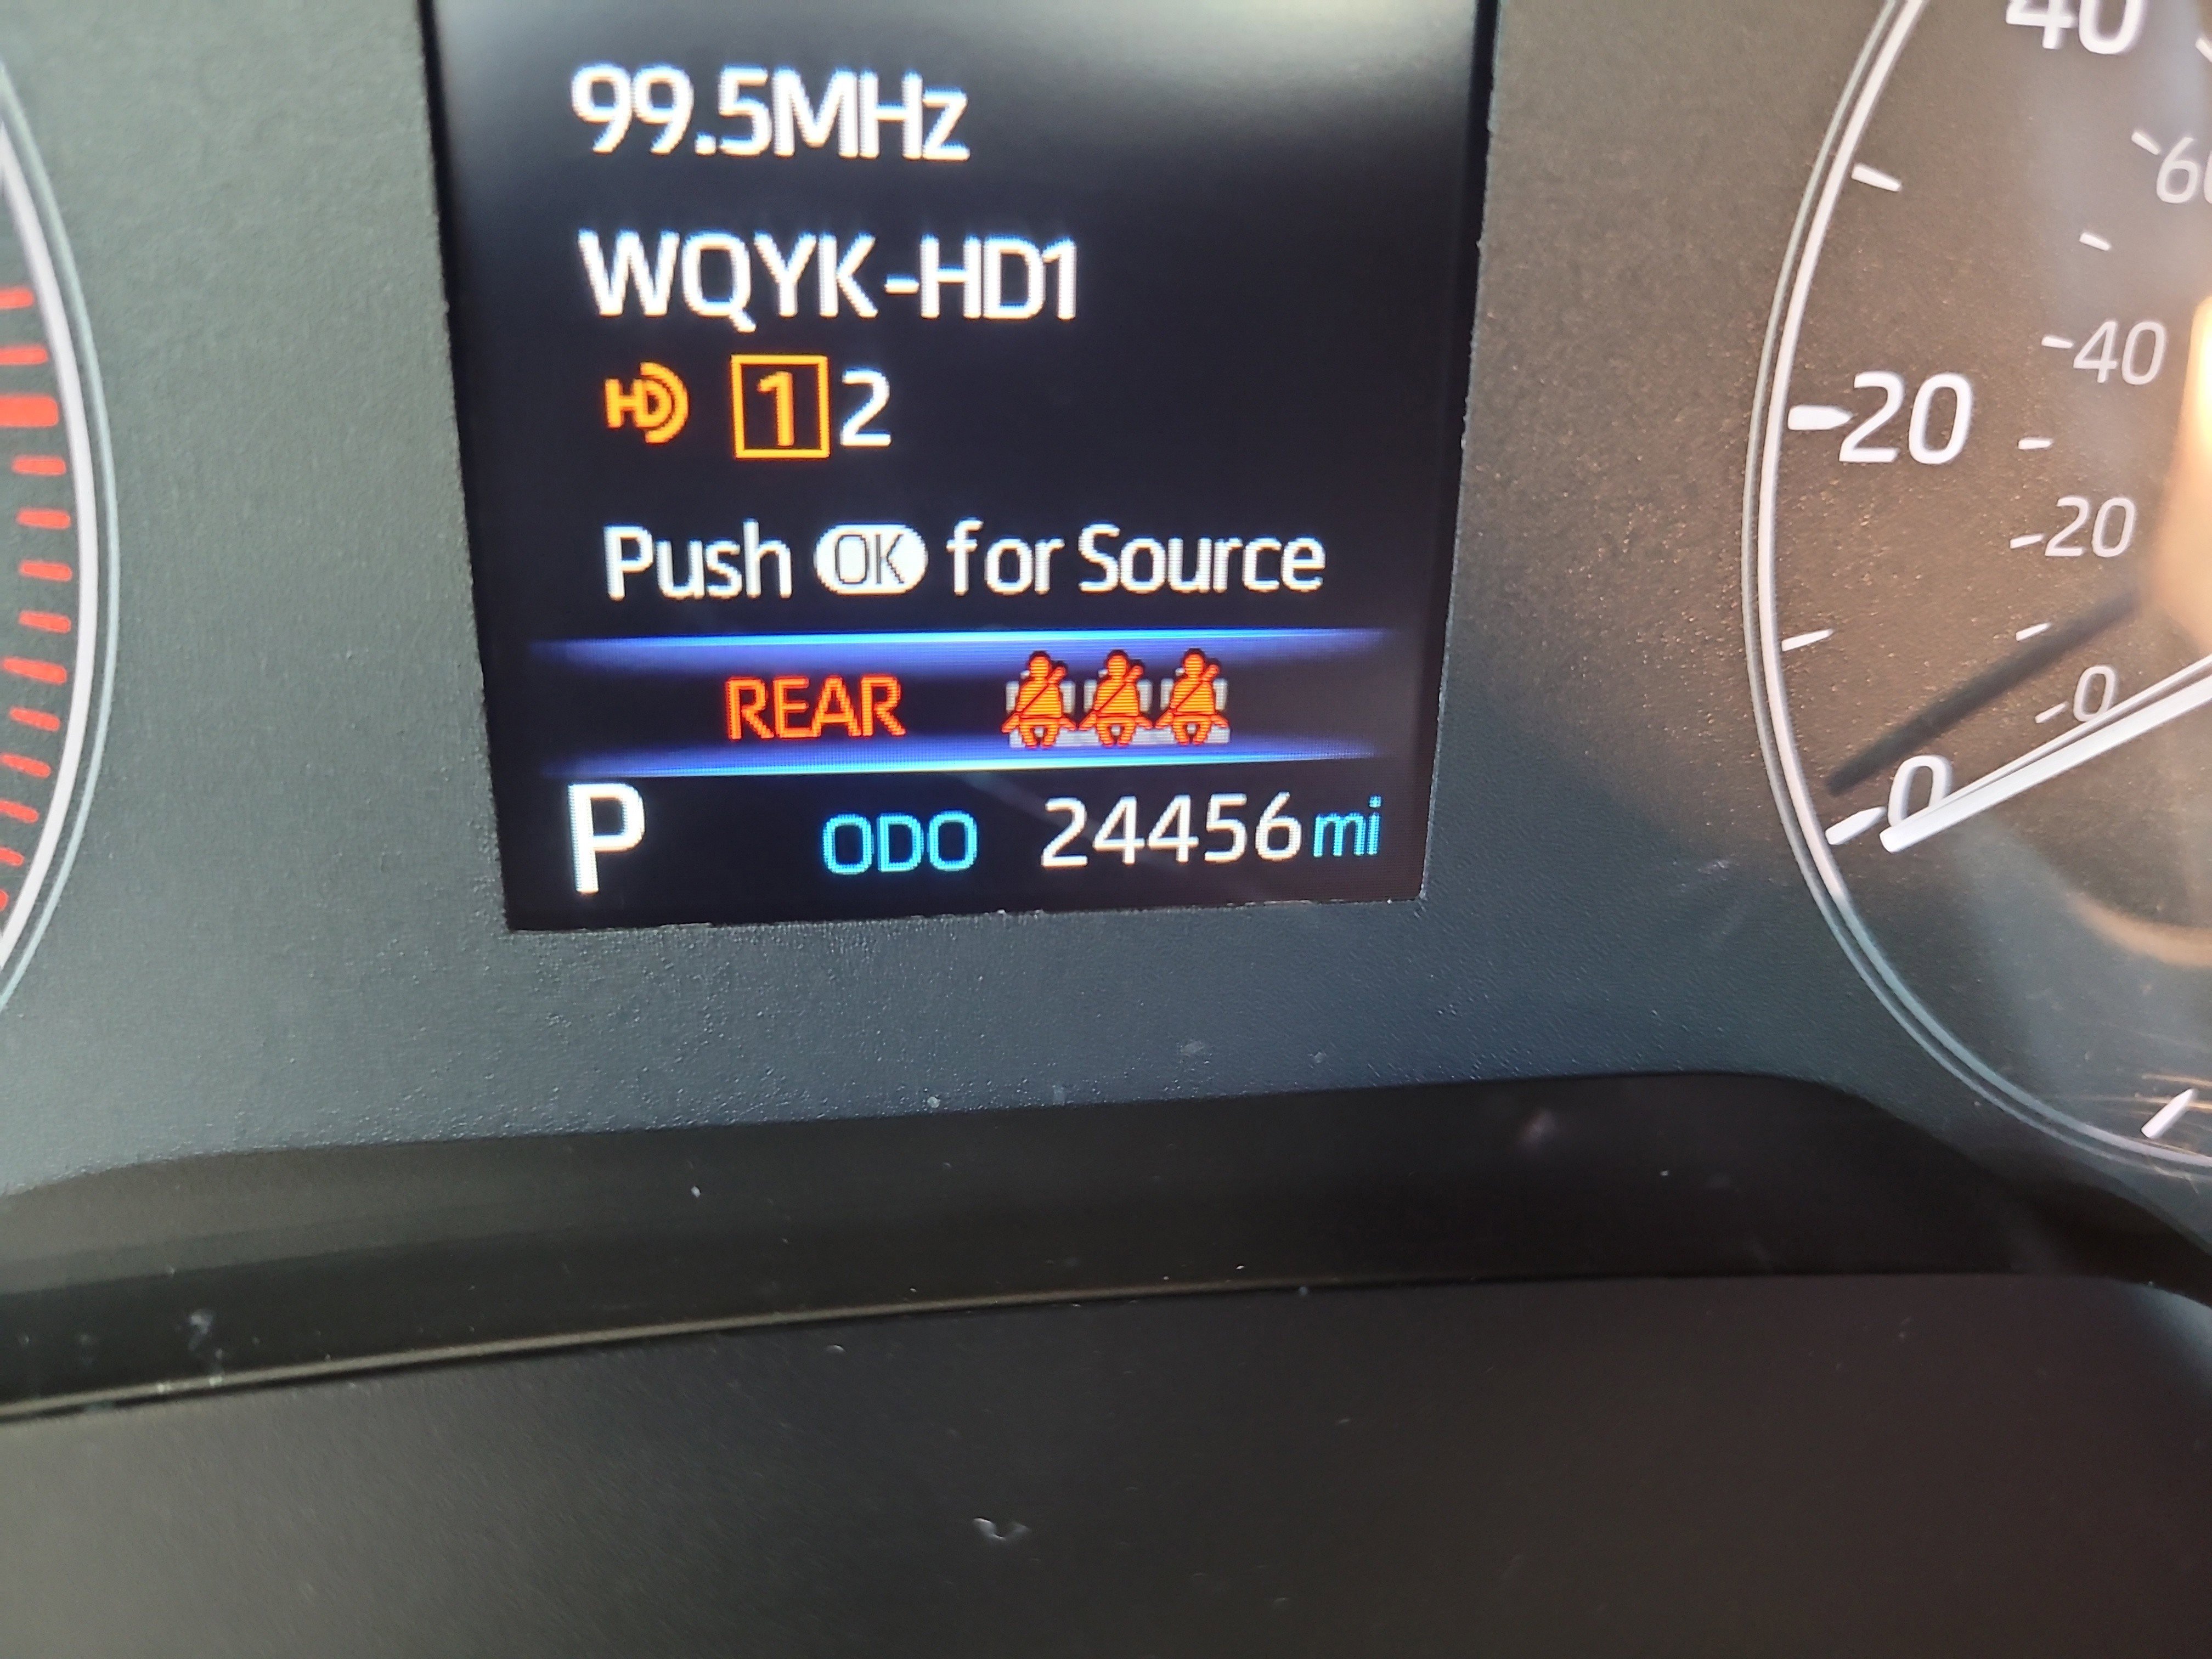 99.5MHz
WQYK-HD1
HD 1 2
Push OK for Source
REAR
P ODO 24456mi
40
60
20
40
20
0
0